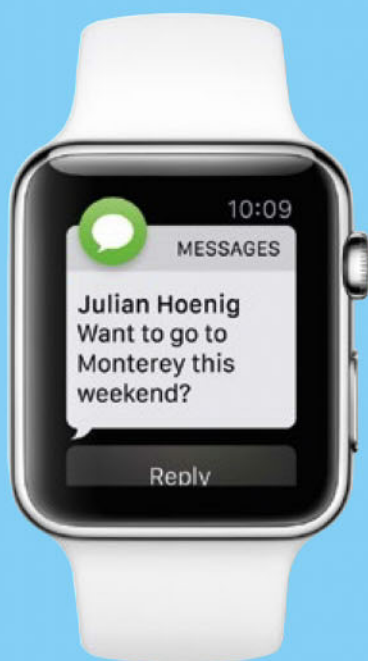 10:09
MESSAGES
Julian Hoenig
Want to go to
Monterey this
weekend?
Reply